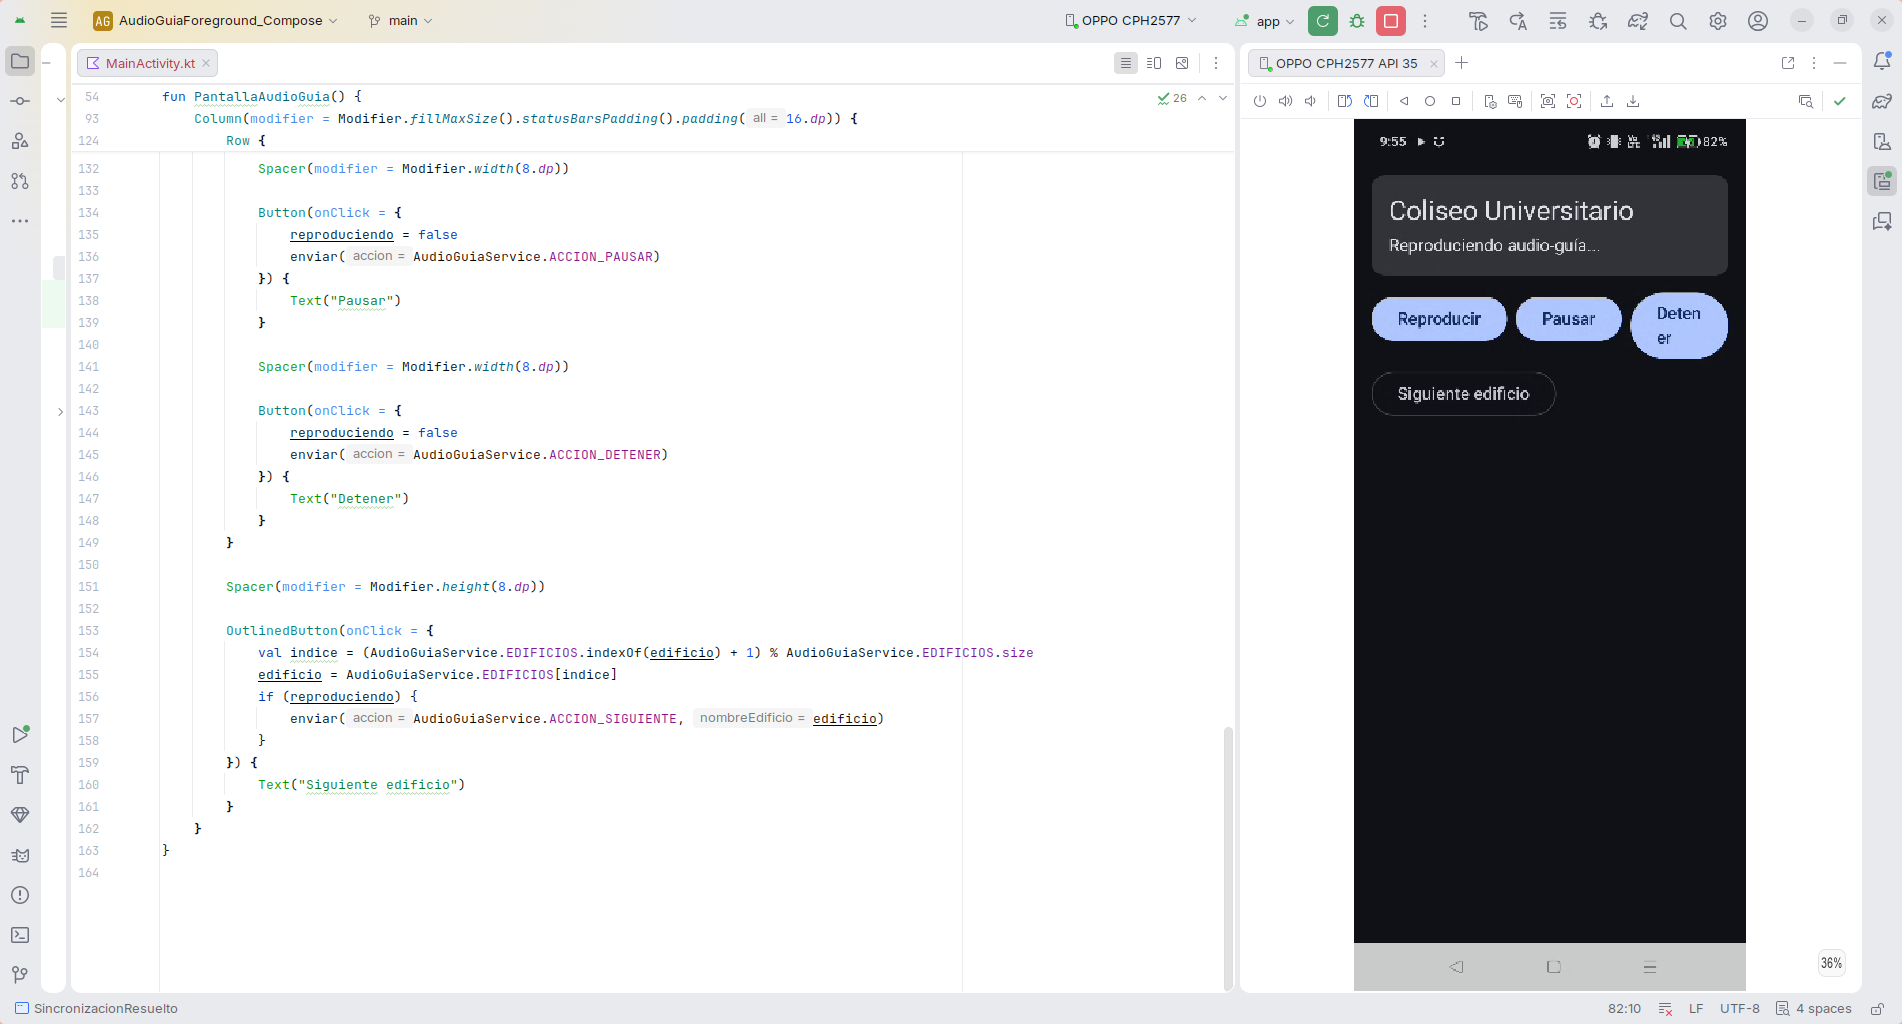 AG AudioGuiaForeground_Compose main OPPO CPH2577 app
MainActivity.kt
OPPO CPH2577 API 35
54 fun PantallaAudioGuia() { 26
93 Column(modifier = Modifier.fillMaxSize().statusBarsPadding().padding( all = 16.dp)) {
124 Row {
132 Spacer(modifier = Modifier.width(8.dp))
133
134 Button(onClick = {
135 reproduciendo = false
136 enviar( accion = AudioGuiaService.ACCION_PAUSAR)
137 }) {
138 Text("Pausar")
139 }
140
141 Spacer(modifier = Modifier.width(8.dp))
142
143 Button(onClick = {
144 reproduciendo = false
145 enviar( accion = AudioGuiaService.ACCION_DETENER)
146 }) {
147 Text("Detener")
148 }
149 }
150
151 Spacer(modifier = Modifier.height(8.dp))
152
153 OutlinedButton(onClick = {
154 val indice = (AudioGuiaService.EDIFICIOS.indexOf(edificio) + 1) % AudioGuiaService.EDIFICIOS.size
155 edificio = AudioGuiaService.EDIFICIOS[indice]
156 if (reproduciendo) {
157 enviar( accion = AudioGuiaService.ACCION_SIGUIENTE, nombreEdificio = edificio)
158 }
159 }) {
160 Text("Siguiente edificio")
161 }
162 }
163 }
164
9:55 82%
Coliseo Universitario
Reproduciendo audio-guía...
Reproducir Pausar Deten
er
Siguiente edificio
36%
SincronizacionResuelto 82:10 LF UTF-8 4 spaces